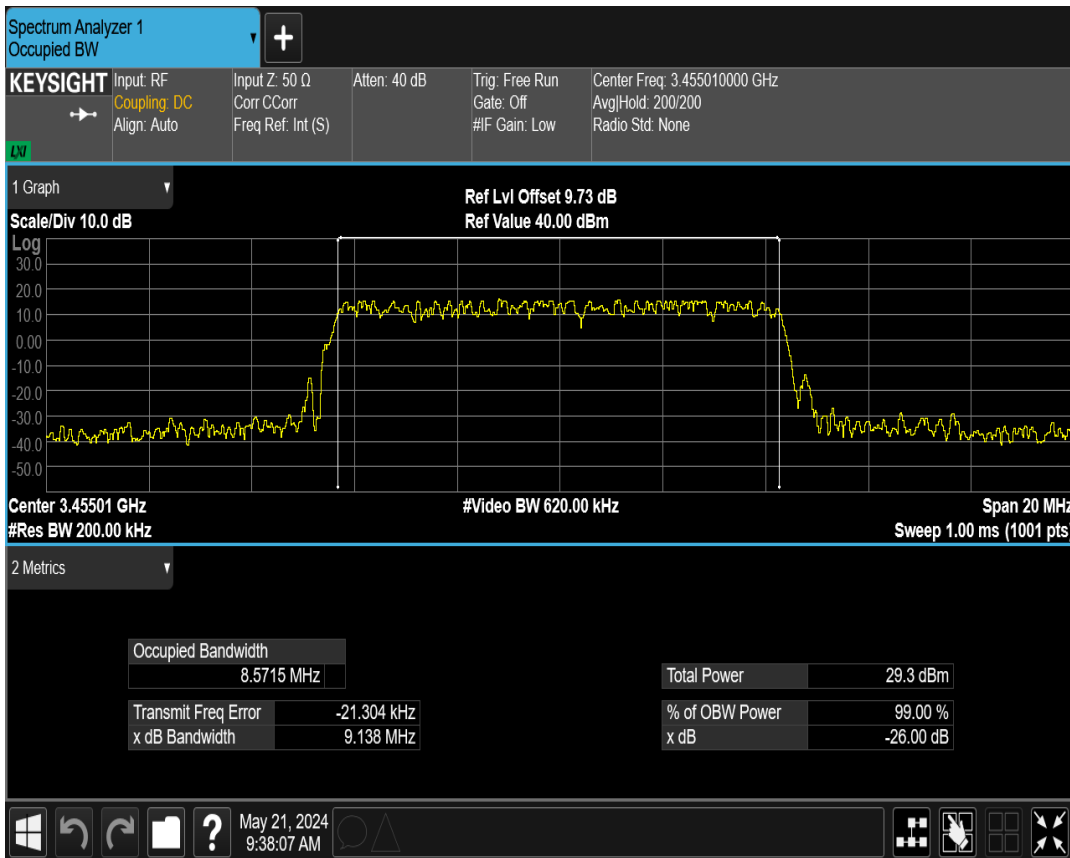 Spectrum Analyzer 1
Occupied BW
KEYSIGHT
LXI
Input: RF
Coupling: DC
Align: Auto
Input Z: 50 Ω
Corr CCorr
Freq Ref: Int (S)
Atten: 40 dB
Trig: Free Run
Gate: Off
#IF Gain: Low
Center Freq: 3.455010000 GHz
Avg|Hold: 200/200
Radio Std: None
1 Graph
Scale/Div 10.0 dB
Ref Lvl Offset 9.73 dB
Ref Value 40.00 dBm
Log
30.0
20.0
10.0
0.00
-10.0
-20.0
-30.0
-40.0
-50.0
Center 3.45501 GHz
#Res BW 200.00 kHz
#Video BW 620.00 kHz
Span 20 MHz
Sweep 1.00 ms (1001 pts)
2 Metrics
Occupied Bandwidth
8.5715 MHz
Transmit Freq Error -21.304 kHz
x dB Bandwidth 9.138 MHz
Total Power 29.3 dBm
% of OBW Power 99.00 %
x dB -26.00 dB
May 21, 2024
9:38:07 AM